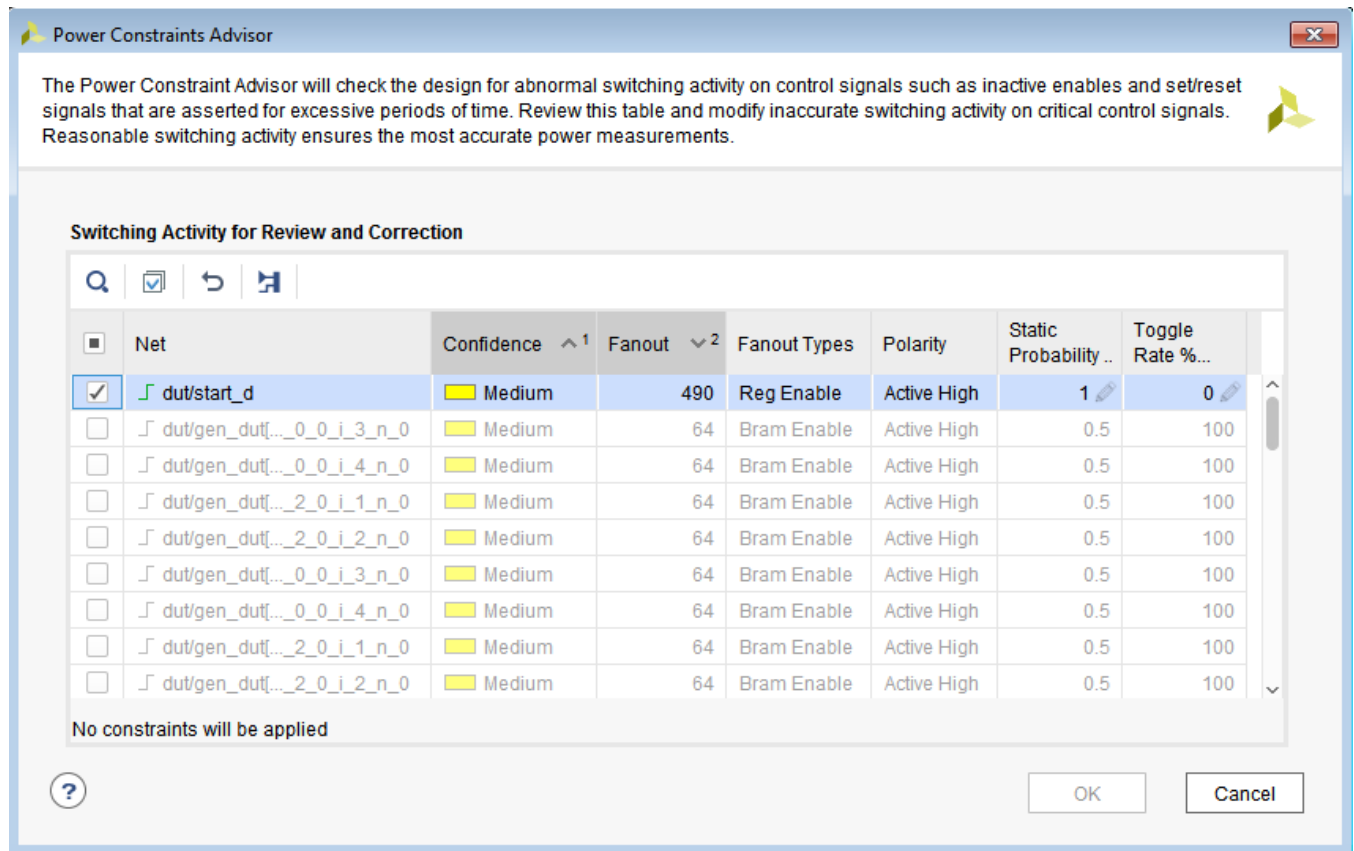 Power Constraints Advisor
The Power Constraint Advisor will check the design for abnormal switching activity on control signals such as inactive enables and set/reset
signals that are asserted for excessive periods of time. Review this table and modify inaccurate switching activity on critical control signals.
Reasonable switching activity ensures the most accurate power measurements.
Switching Activity for Review and Correction
Net Confidence 1 Fanout 2 Fanout Types Polarity Static Probability .. Toggle Rate %...
dut/start_d Medium 490 Reg Enable Active High 1 0
dut/gen_dut[..._0_0_i_3_n_0 Medium 64 Bram Enable Active High 0.5 100
dut/gen_dut[..._0_0_i_4_n_0 Medium 64 Bram Enable Active High 0.5 100
dut/gen_dut[..._2_0_i_1_n_0 Medium 64 Bram Enable Active High 0.5 100
dut/gen_dut[..._2_0_i_2_n_0 Medium 64 Bram Enable Active High 0.5 100
dut/gen_dut[..._0_0_i_3_n_0 Medium 64 Bram Enable Active High 0.5 100
dut/gen_dut[..._0_0_i_4_n_0 Medium 64 Bram Enable Active High 0.5 100
dut/gen_dut[..._2_0_i_1_n_0 Medium 64 Bram Enable Active High 0.5 100
dut/gen_dut[..._2_0_i_2_n_0 Medium 64 Bram Enable Active High 0.5 100
No constraints will be applied
? OK Cancel